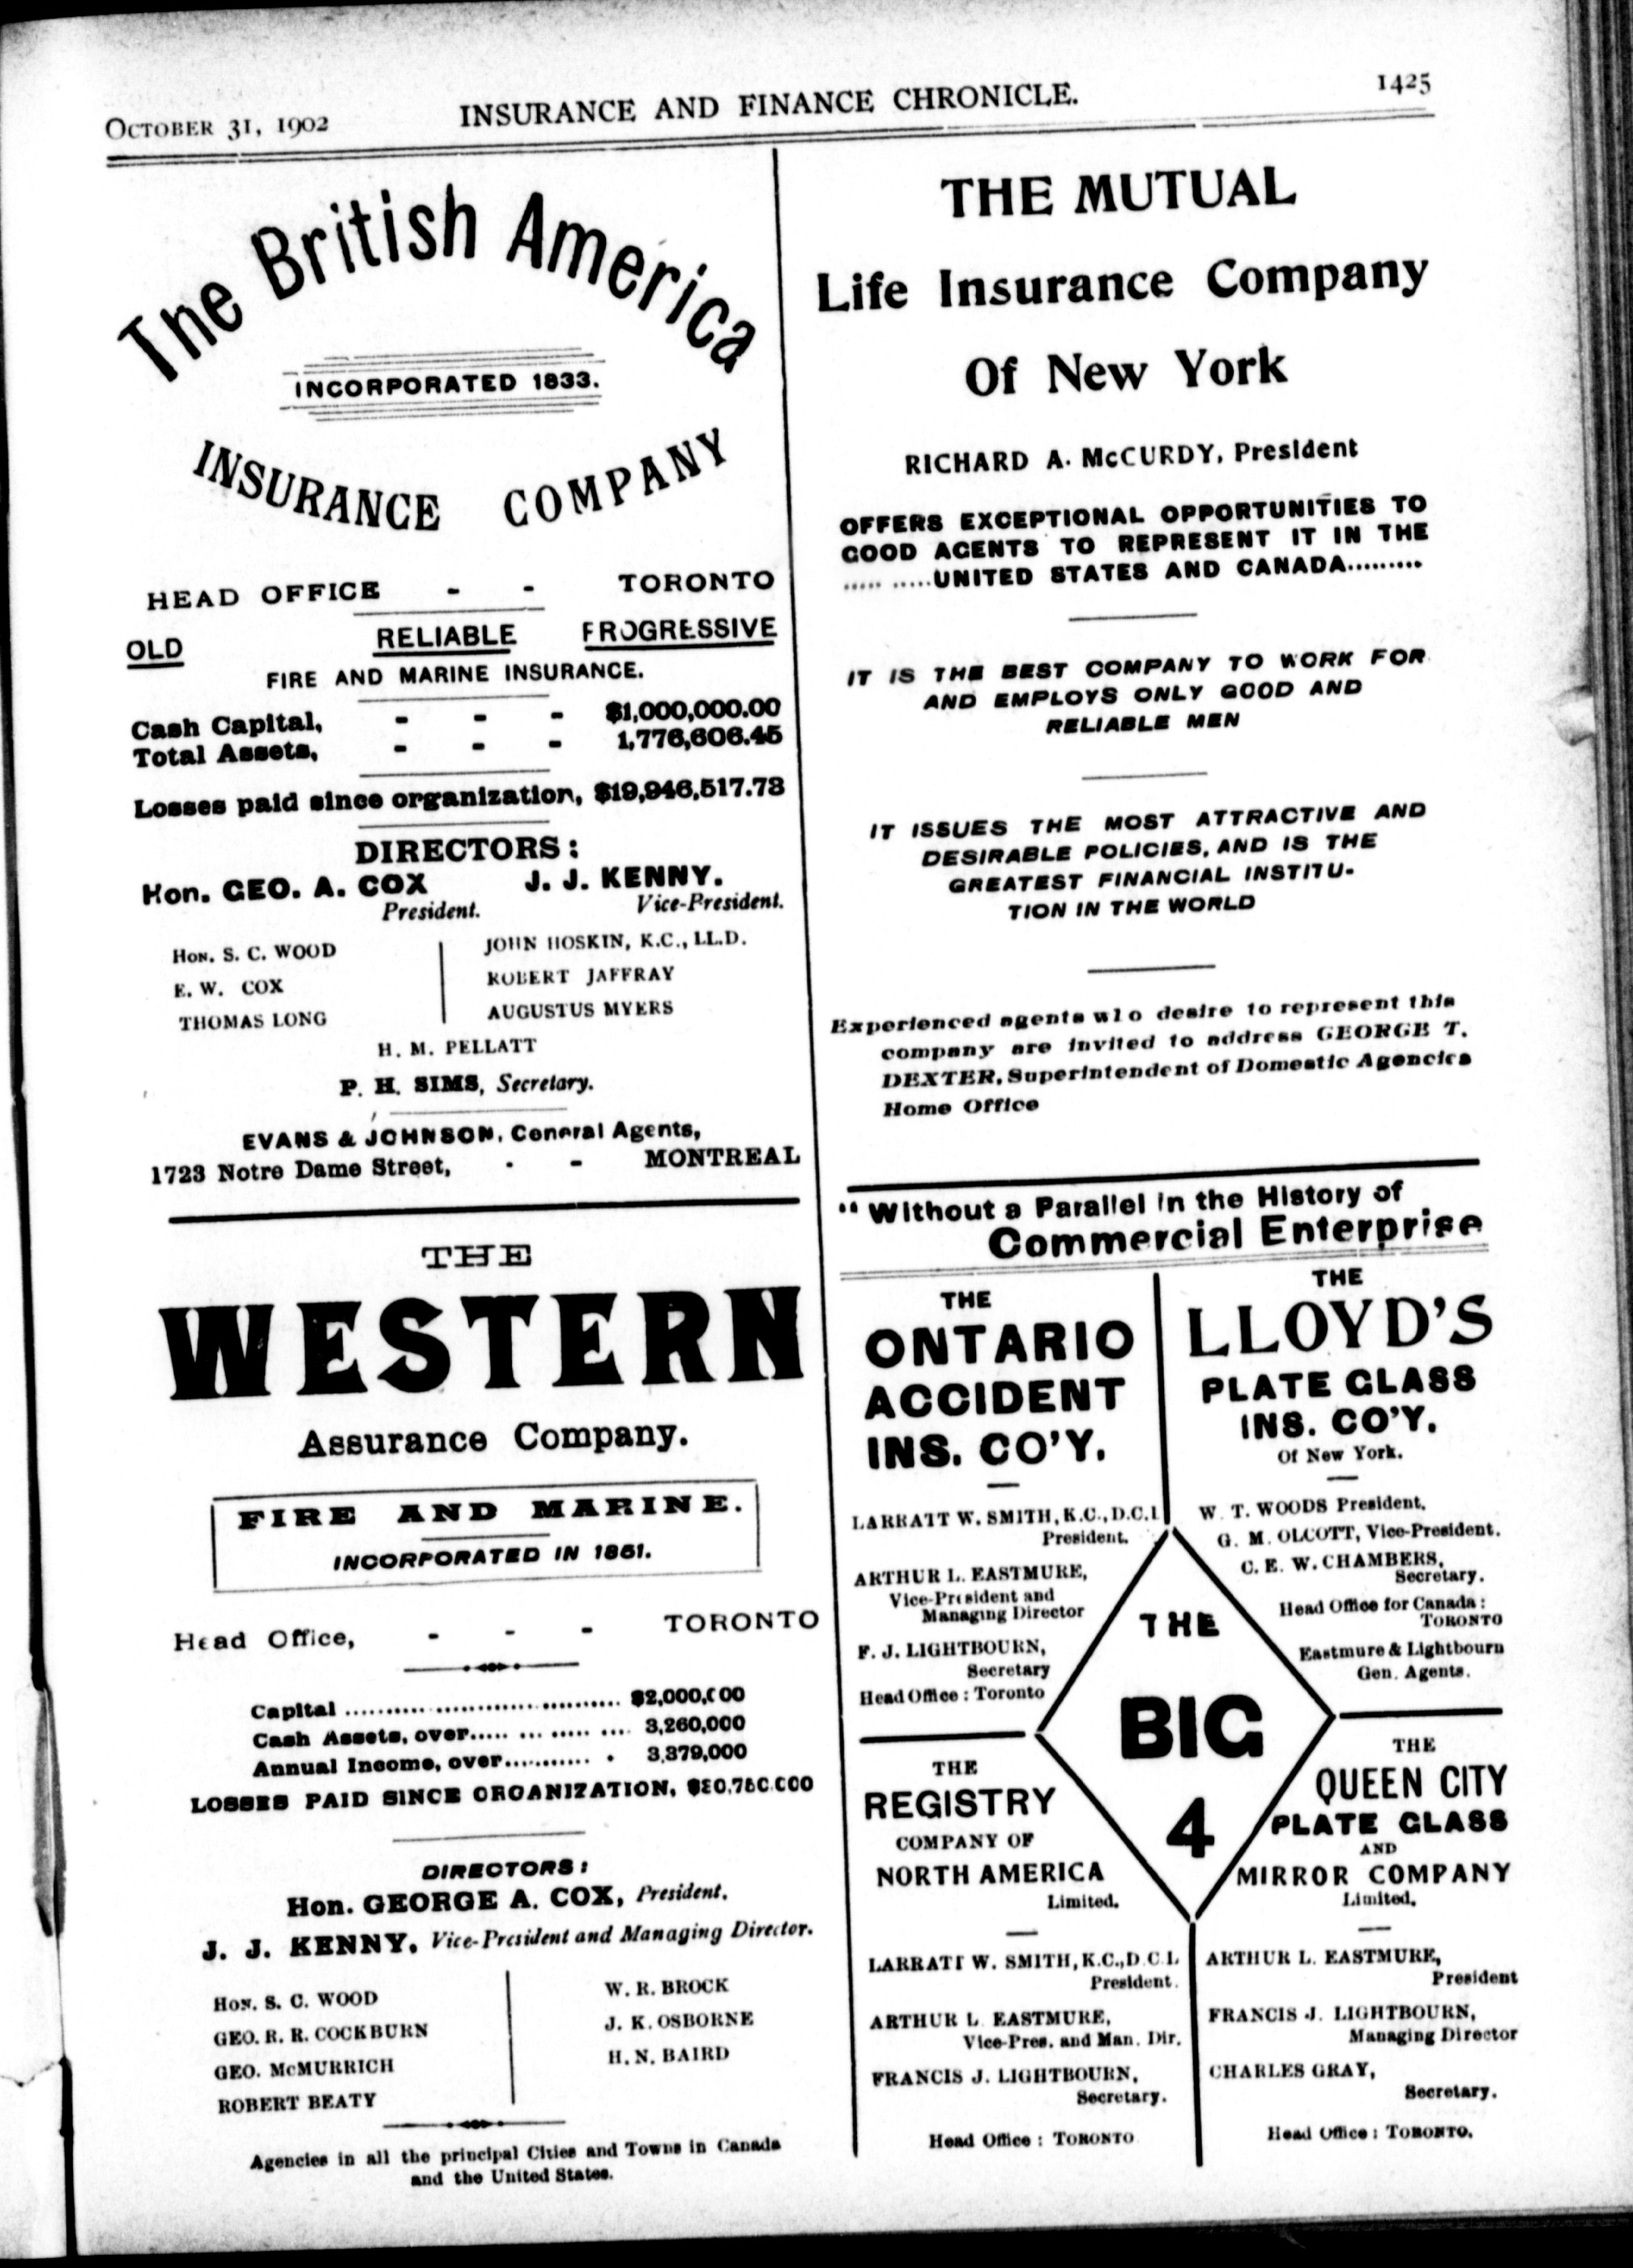 OCTOBER 31, 1902
INSURANCE AND FINANCE CHRONICLE.
1425
The British America
INCORPORATED 1833.
INSURANCE COMPANY
HEAD OFFICE - - TORONTO
OLD RELIABLE PROGRESSIVE
FIRE AND MARINE INSURANCE.
Cash Capital, - - - $1,000,000.00
Total Assets, - - - 1,776,606.45
Losses paid since organization, $19,946,517.73
DIRECTORS:
Hon. GEO. A. COX J. J. KENNY.
President. Vice-President.
HON. S. C. WOOD
E. W. COX
THOMAS LONG
JOHN HOSKIN, K.C., LL.D.
ROBERT JAFFRAY
AUGUSTUS MYERS
H. M. PELLATT
P. H. SIMS, Secretary.
EVANS & JOHNSON, General Agents,
1723 Notre Dame Street, - - MONTREAL
THE
WESTERN
Assurance Company.
FIRE AND MARINE.
INCORPORATED IN 1851.
Head Office, - - - TORONTO
Capital .......... $2,000,000
Cash Assets, over.......... 3,260,000
Annual Income, over.......... 3,379,000
LOSSES PAID SINCE ORGANIZATION,
DIRECTORS:
Hon. GEORGE A. COX, President.
J. J. KENNY, Vice-President and Managing Director.
HON. S. C. WOOD
GEO. R. R. COCKBURN
GEO. McMURRICH
ROBERT BEATY
W. R. BROCK
J. K. OSBORNE
H. N. BAIRD
Agencies in all the principal Cities and Towns in Canada
and the United States.
THE MUTUAL
Life Insurance Company
Of New York
RICHARD A. McCURDY, President
OFFERS EXCEPTIONAL OPPORTUNITIES TO
GOOD AGENTS TO REPRESENT IT IN THE
..... .....UNITED STATES AND CANADA.........
IT IS THE BEST COMPANY TO WORK FOR
AND EMPLOYS ONLY GOOD AND
RELIABLE MEN
IT ISSUES THE MOST ATTRACTIVE AND
DESIRABLE POLICIES, AND IS THE
GREATEST FINANCIAL INSTITU-
TION IN THE WORLD
Experienced agents who desire to represent this
company are invited to address GEORGE T.
DEXTER, Superintendent of Domestic Agencies
Home Office
"Without a Parallel in the History of
Commercial Enterprise
THE
ONTARIO
ACCIDENT
INS. CO'Y.
LARRATT W. SMITH, K.C., D.C.L
President.
ARTHUR L. EASTMURE,
Vice-President and
Managing Director
F. J. LIGHTBOURN,
Secretary
Head Office : Toronto
THE
LLOYD'S
PLATE GLASS
INS. CO'Y.
Of New York.
W. T. WOODS President.
G. M. OLCOTT, Vice-President.
C. E. W. CHAMBERS,
Secretary.
Head Office for Canada :
TORONTO
Eastmure & Lightbourn
Gen. Agents.
THE
BIG
4
THE
REGISTRY
COMPANY OF
NORTH AMERICA
Limited.
LARRATT W. SMITH, K.C., D.C.L
President.
ARTHUR L EASTMURE,
Vice-Pres. and Man. Dir.
FRANCIS J. LIGHTBOURN,
Secretary.
Head Office : TORONTO
THE
QUEEN CITY
PLATE GLASS
AND
MIRROR COMPANY
Limited.
ARTHUR L. EASTMURE,
President
FRANCIS J. LIGHTBOURN,
Managing Director
CHARLES GRAY,
Secretary.
Head Office : TORONTO.